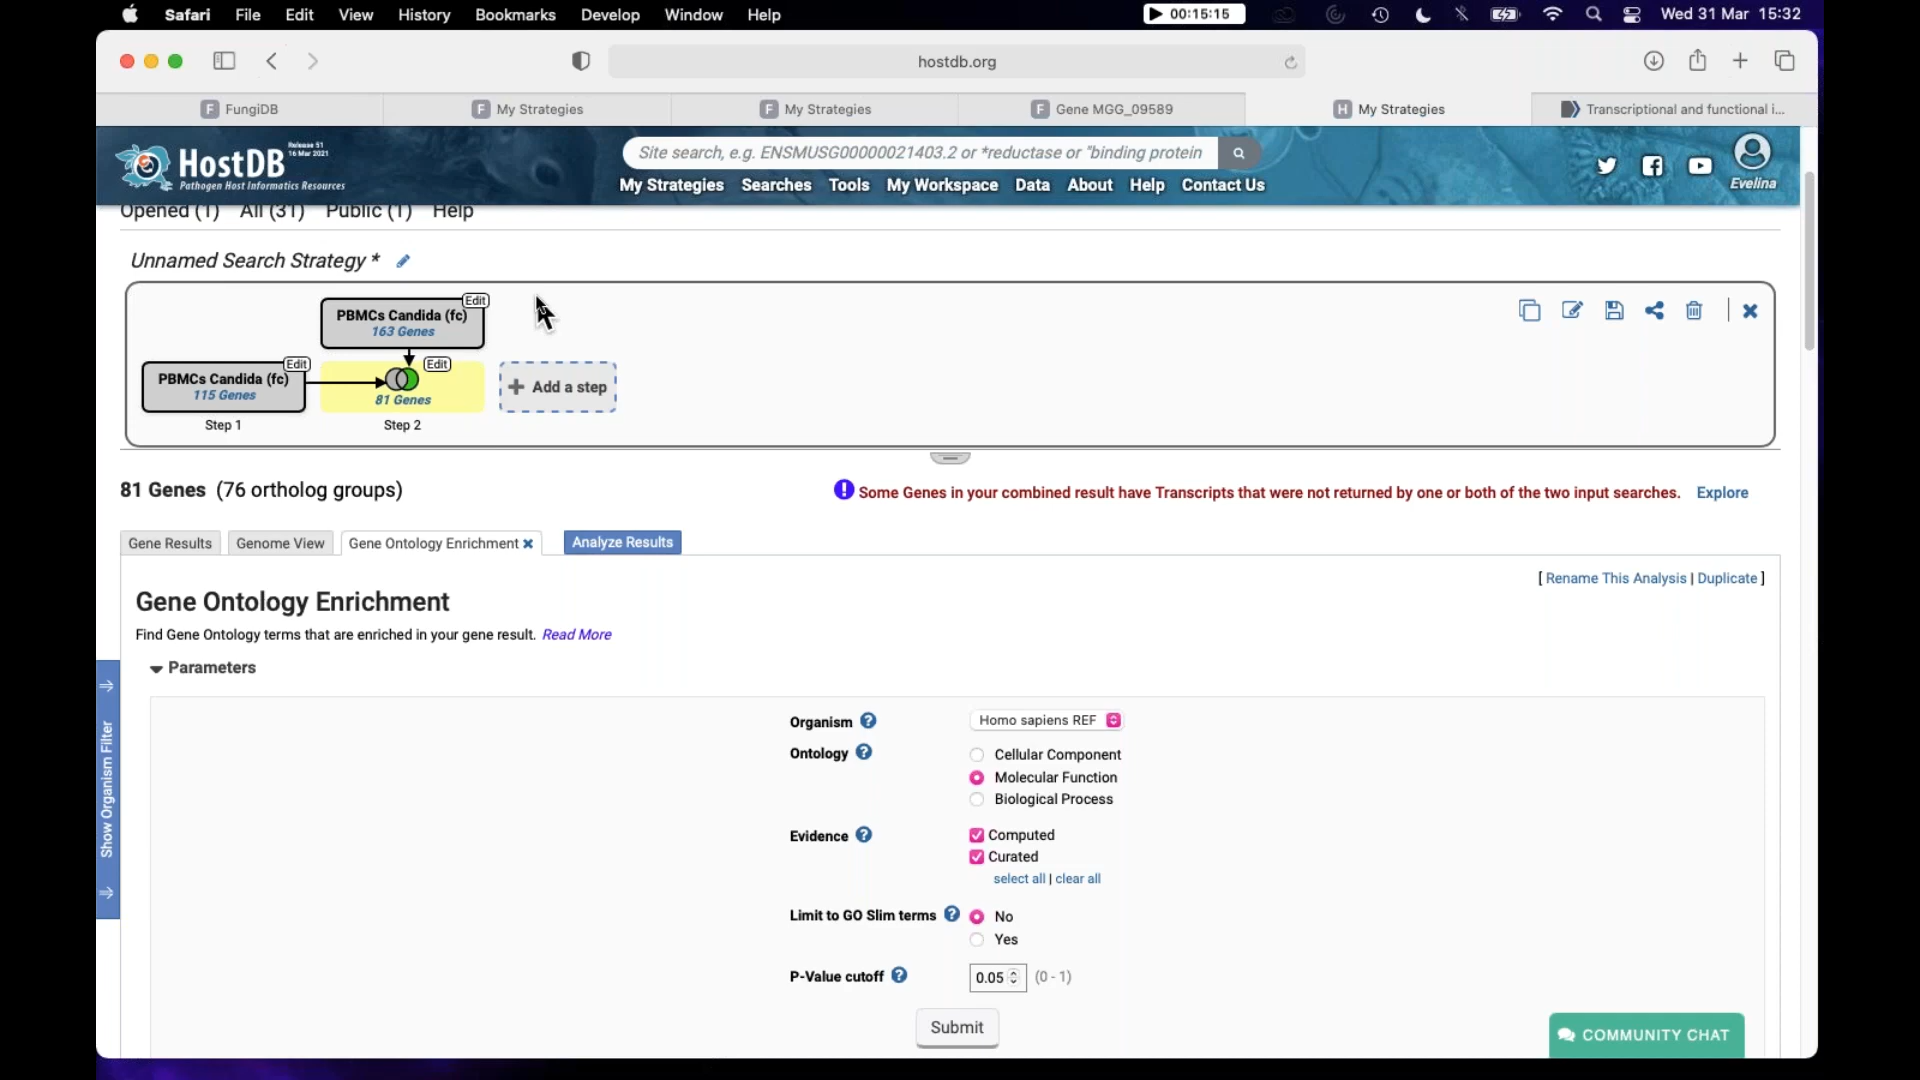 Safari File Edit View History Bookmarks Develop Window Help 00:15:15 Wed 31 Mar 15:32
hostdb.org
FungiDB My Strategies My Strategies Gene MGG_09589 My Strategies Transcriptional and functional i...
HostDB Release 51 16 Mar 2021
Pathogen Host Informatics Resources
Site search, e.g. ENSMUSG00000021403.2 or *reductase or "binding protein
My Strategies Searches Tools My Workspace Data About Help Contact Us
Evelina
Opened (1) All (31) Public (1) Help
Unnamed Search Strategy *
Edit
PBMCs Candida (fc)
163 Genes
Edit Edit
PBMCs Candida (fc)
115 Genes
81 Genes
+ Add a step
Step 1 Step 2
81 Genes (76 ortholog groups)
Some Genes in your combined result have Transcripts that were not returned by one or both of the two input searches. Explore
Gene Results Genome View Gene Ontology Enrichment Analyze Results
[ Rename This Analysis | Duplicate ]
Gene Ontology Enrichment
Find Gene Ontology terms that are enriched in your gene result. Read More
Parameters
Organism ? Homo sapiens REF
Ontology ? Cellular Component
Molecular Function
Biological Process
Evidence ? Computed
Curated
select all | clear all
Limit to GO Slim terms ? No
Yes
P-Value cutoff ? 0.05 (0 - 1)
Submit
Show Organism Filter
COMMUNITY CHAT